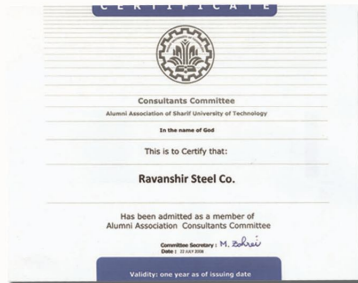 CERTIFICATE
Consultants Committee
Alumni Association of Sharif University of Technology
In the name of God
This is to Certify that:
Ravanshir Steel Co.
Has been admitted as a member of
Alumni Association Consultants Committee
Committee Secretary :
Date :
Validity: one year as of issuing date